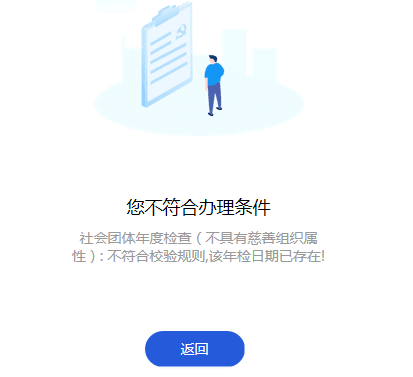 您不符合办理条件
社会团体年度检查（不具有慈善组织属
性）: 不符合校验规则,该年检日期已存在!
返回